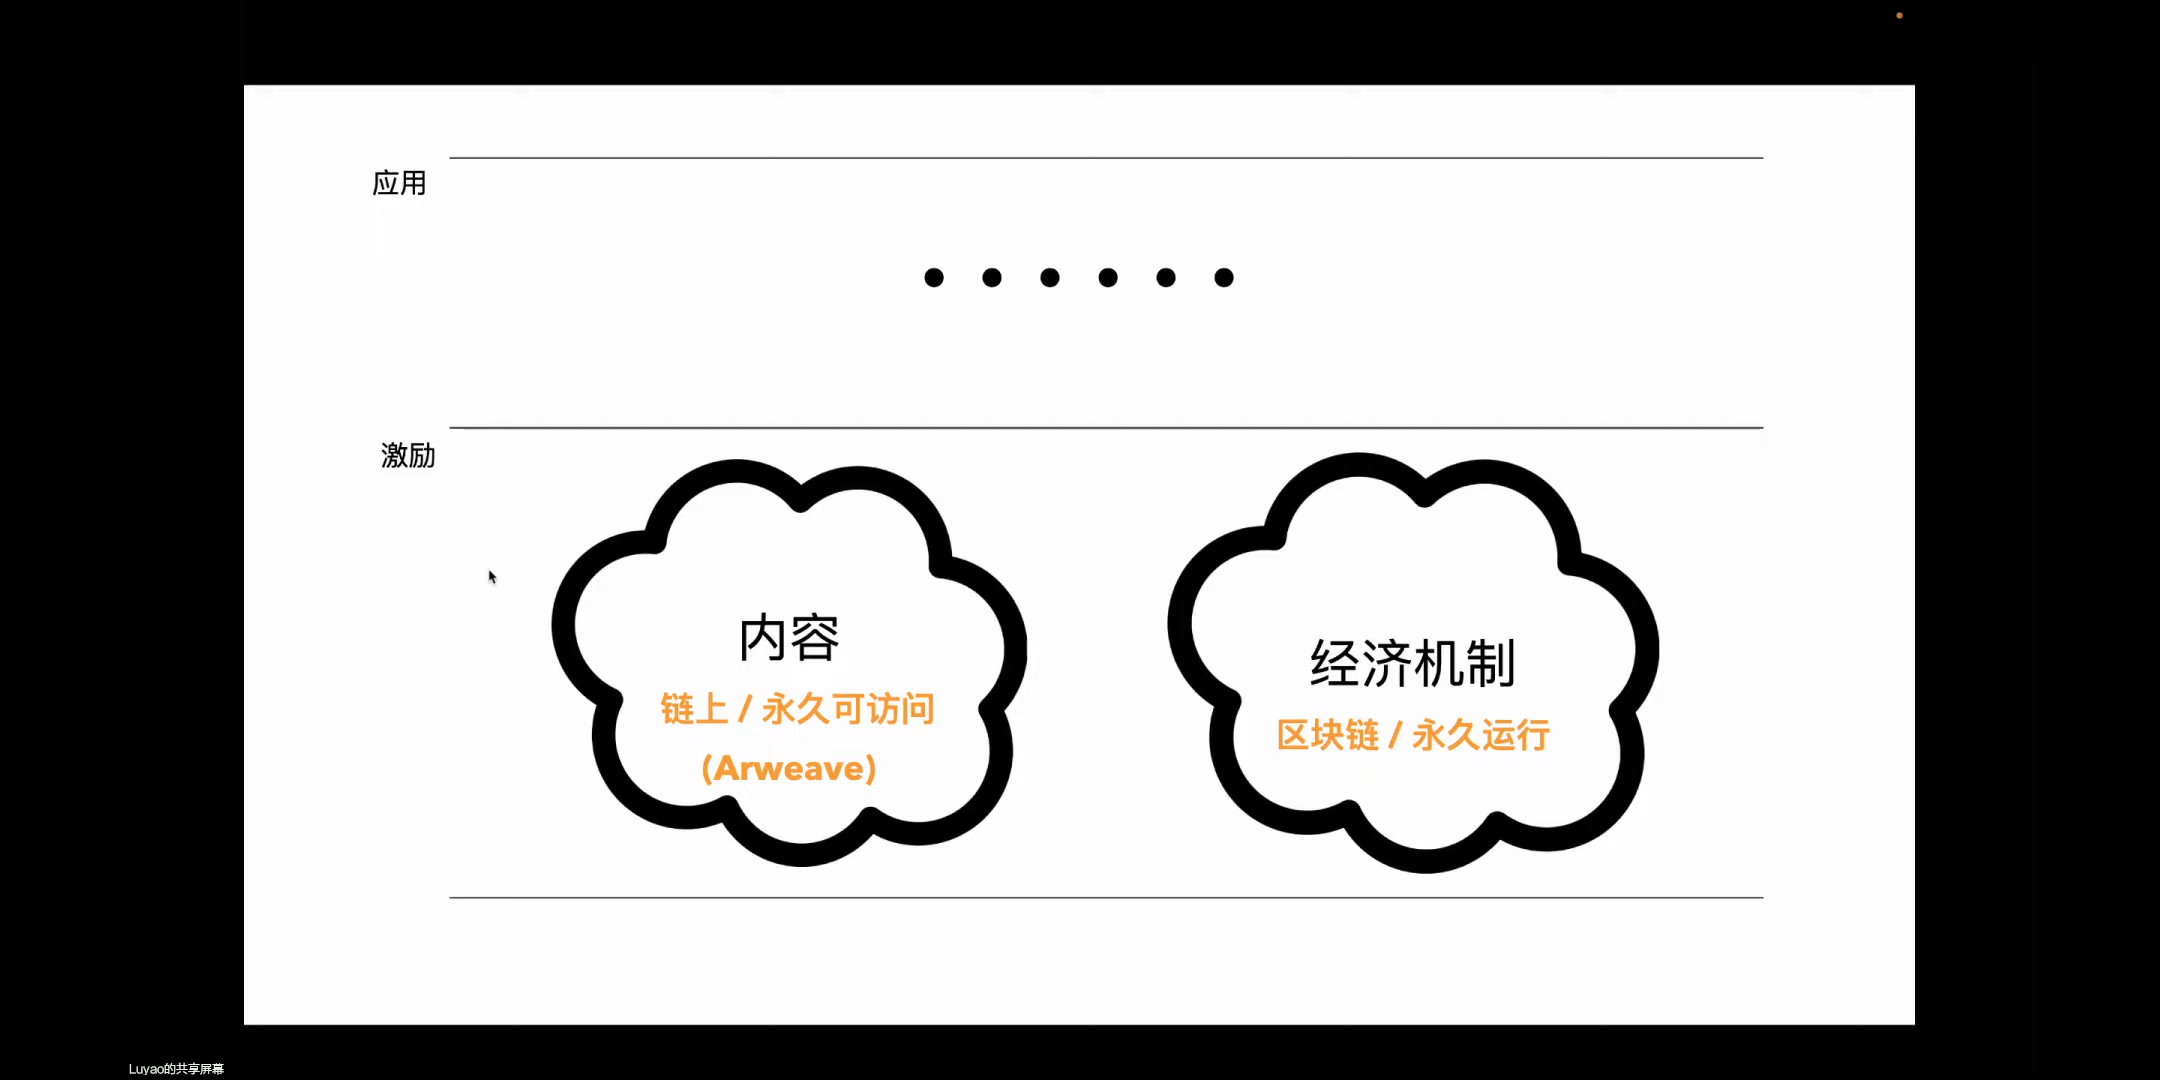 应用
激励
内容
链上 / 永久可访问
(Arweave)
经济机制
区块链 / 永久运行
Luyao的共享屏幕